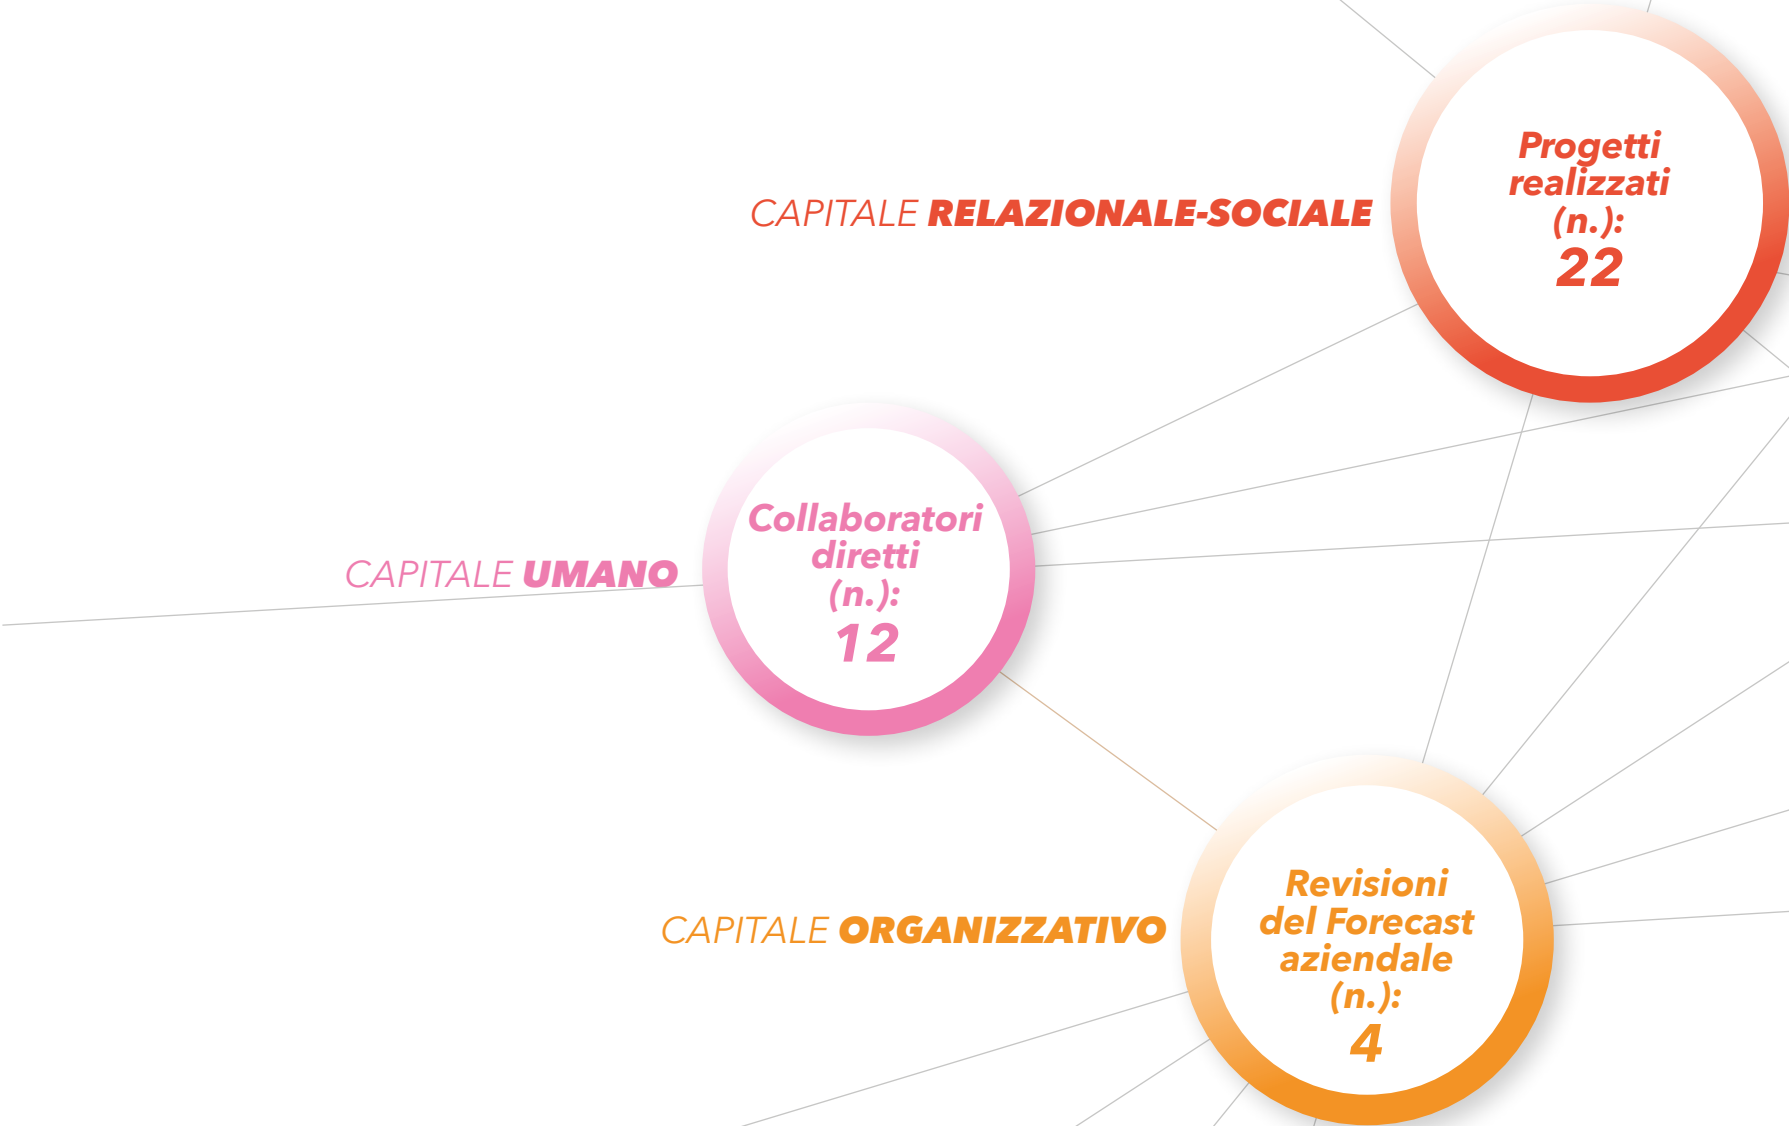 CAPITALE RELAZIONALE-SOCIALE
Progetti
realizzati
(n.):
22
CAPITALE UMANO
Collaboratori
diretti
(n.):
12
CAPITALE ORGANIZZATIVO
Revisioni
del Forecast
aziendale
(n.):
4